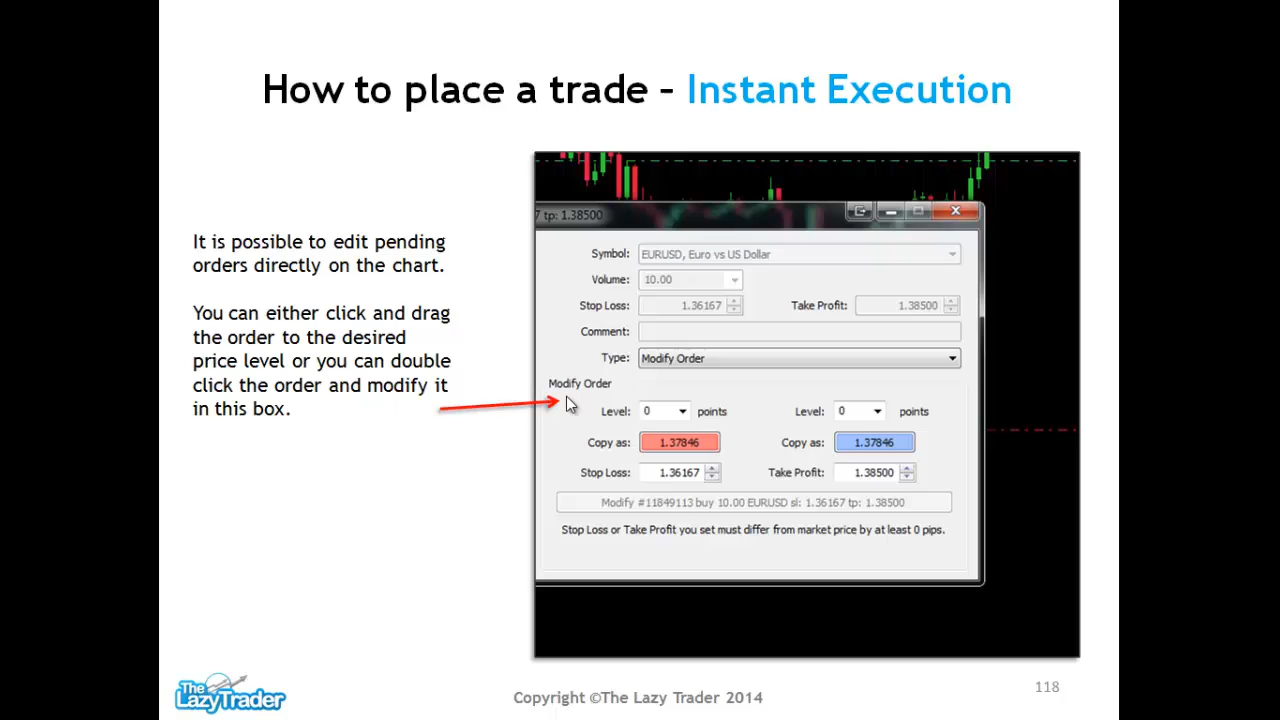 How to place a trade – Instant Execution
It is possible to edit pending
orders directly on the chart.
You can either click and drag
the order to the desired
price level or you can double
click the order and modify it
in this box.
7 tp: 1.38500
Symbol: EURUSD, Euro vs US Dollar
Volume: 10.00
Stop Loss: 1.36167 Take Profit: 1.38500
Comment:
Type: Modify Order
Modify Order
Level: 0 points Level: 0 points
Copy as: 1.37846 Copy as: 1.37846
Stop Loss: 1.36167 Take Profit: 1.38500
Modify #11849113 buy 10.00 EURUSD sl: 1.36167 tp: 1.38500
Stop Loss or Take Profit you set must differ from market price by at least 0 pips.
The
LazyTrader
Copyright ©The Lazy Trader 2014
118